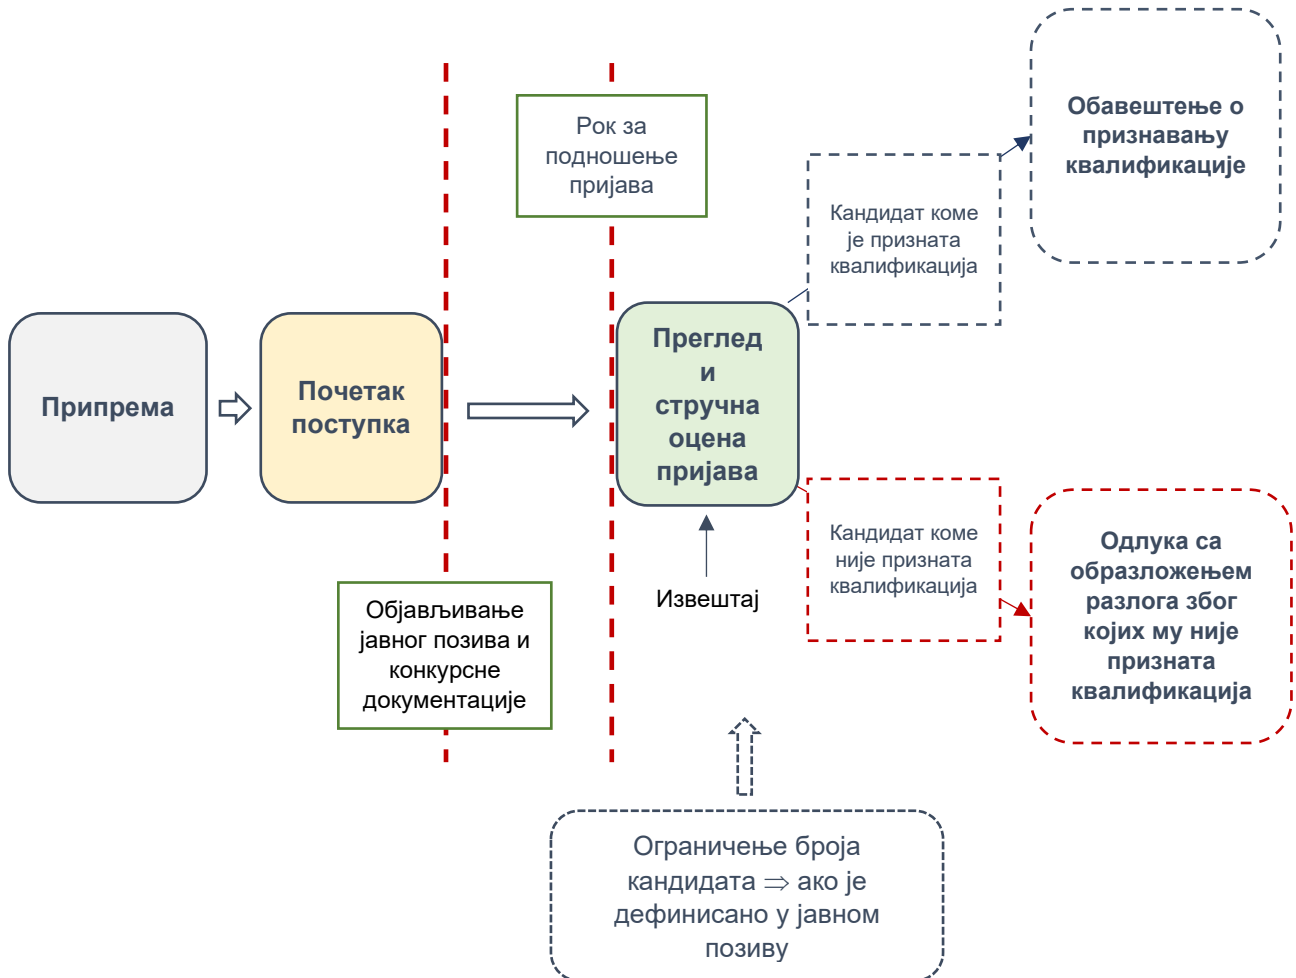 Припрема
Почетак
поступка
Објављивање
јавног позива и
конкурсне
документације
Рок за
подношење
пријава
Преглед
и
стручна
оцена
пријава
Извештај
Кандидат коме
је призната
квалификација
Обавештење о
признавању
квалификације
Кандидат коме
није призната
квалификација
Одлука са
образложењем
разлога због
којих му није
призната
квалификација
Ограничење броја
кандидата ⇒ ако је
дефинисано у јавном
позиву